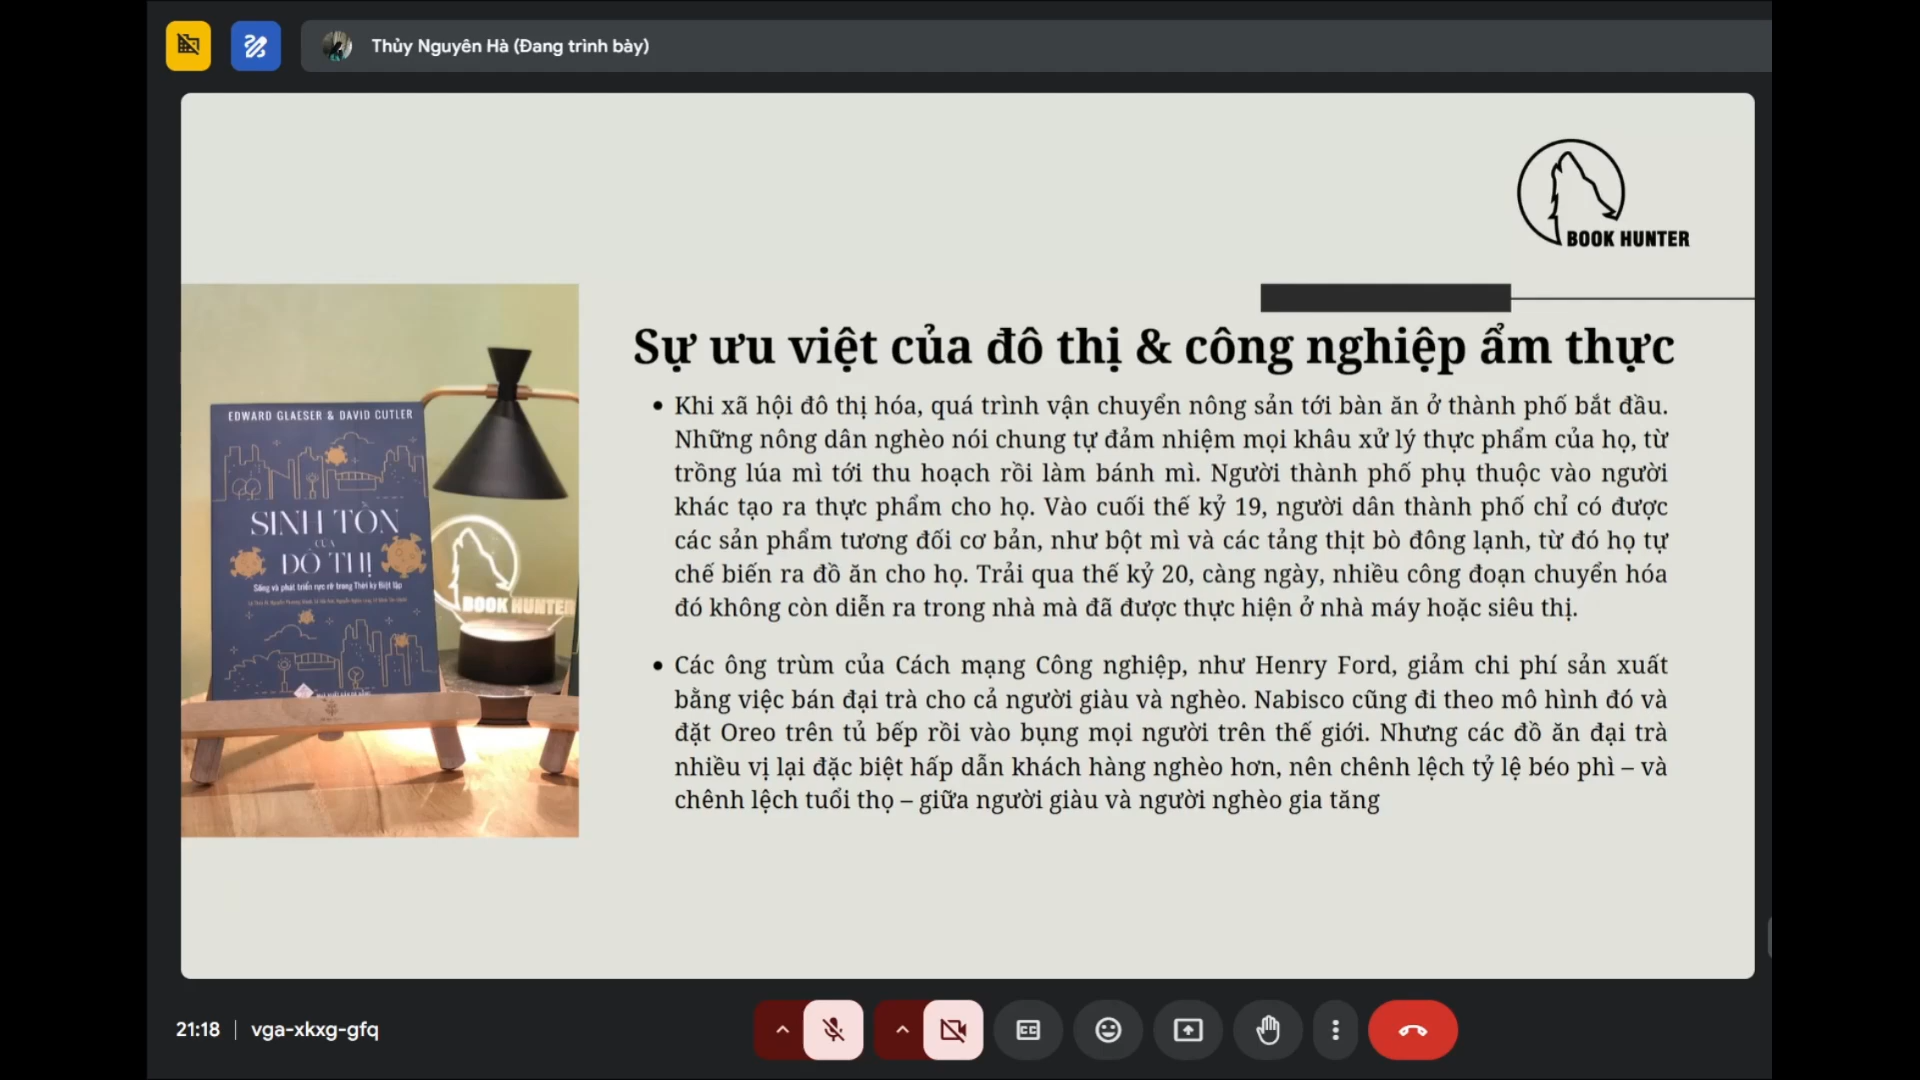 Thủy Nguyên Hà (Đang trình bày)
BOOK HUNTER
Sự ưu việt của đô thị & công nghiệp ẩm thực
• Khi xã hội đô thị hóa, quá trình vận chuyển nông sản tới bàn ăn ở thành phố bắt đầu.
Những nông dân nghèo nói chung tự đảm nhiệm mọi khâu xử lý thực phẩm của họ, từ
trồng lúa mì tới thu hoạch rồi làm bánh mì. Người thành phố phụ thuộc vào người
khác tạo ra thực phẩm cho họ. Vào cuối thế kỷ 19, người dân thành phố chỉ có được
các sản phẩm tương đối cơ bản, như bột mì và các tảng thịt bò đông lạnh, từ đó họ tự
chế biến ra đồ ăn cho họ. Trải qua thế kỷ 20, càng ngày, nhiều công đoạn chuyển hóa
đó không còn diễn ra trong nhà mà đã được thực hiện ở nhà máy hoặc siêu thị.
• Các ông trùm của Cách mạng Công nghiệp, như Henry Ford, giảm chi phí sản xuất
bằng việc bán đại trà cho cả người giàu và nghèo. Nabisco cũng đi theo mô hình đó và
đặt Oreo trên tủ bếp rồi vào bụng mọi người trên thế giới. Nhưng các đồ ăn đại trà
nhiều vị lại đặc biệt hấp dẫn khách hàng nghèo hơn, nên chênh lệch tỷ lệ béo phì – và
chênh lệch tuổi thọ – giữa người giàu và người nghèo gia tăng
EDWARD GLAESER & DAVID CUTLER
SINH TỒN
CỦA
ĐÔ THỊ
Sống và phát triển rực rỡ trong Thời kỳ Biệt lập
BOOK HUNTER
21:18 | vga-xkxg-gfq
CC